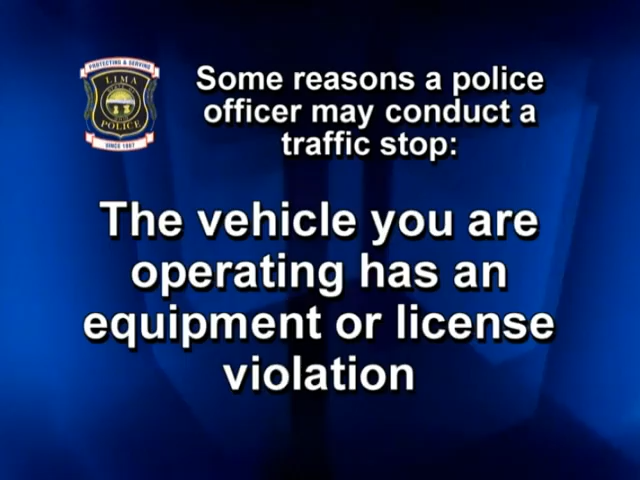 PROTECTING & SERVING
LIMA
POLICE
SINCE 1887
Some reasons a police
officer may conduct a
traffic stop:
The vehicle you are
operating has an
equipment or license
violation